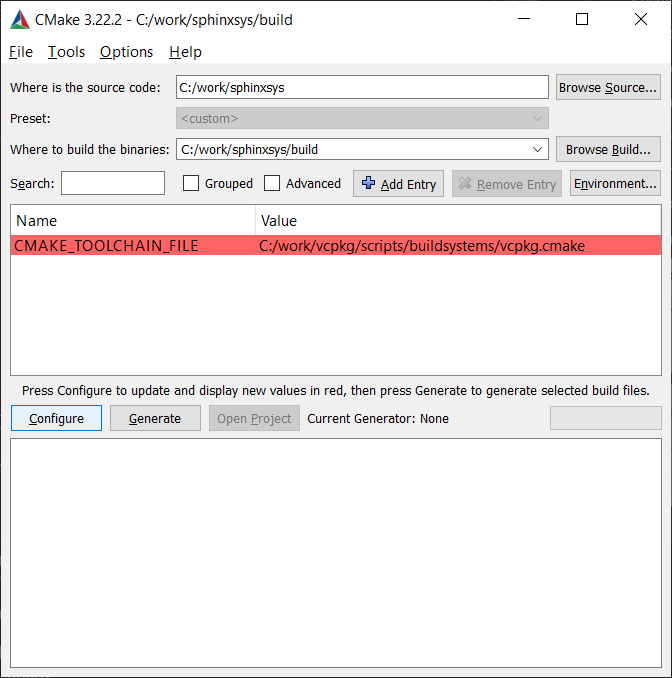 CMake 3.22.2 - C:/work/sphinxsys/build
File Tools Options Help
Where is the source code: C:/work/sphinxsys Browse Source...
Preset: <custom>
Where to build the binaries: C:/work/sphinxsys/build Browse Build...
Search: Grouped Advanced Add Entry Remove Entry Environment...
Name Value
CMAKE_TOOLCHAIN_FILE C:/work/vcpkg/scripts/buildsystems/vcpkg.cmake
Press Configure to update and display new values in red, then press Generate to generate selected build files.
Configure Generate Open Project Current Generator: None